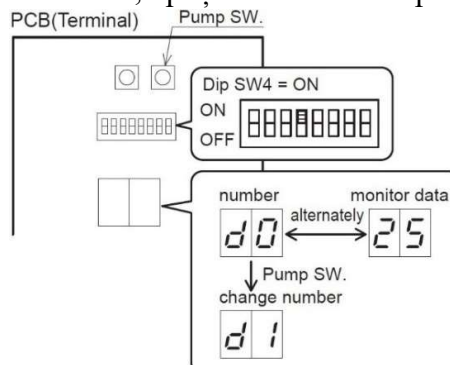 PCB(Terminal)
Pump SW.
Dip SW4 = ON
ON
OFF
number
monitor data
d0
alternately
25
Pump SW.
change number
d1